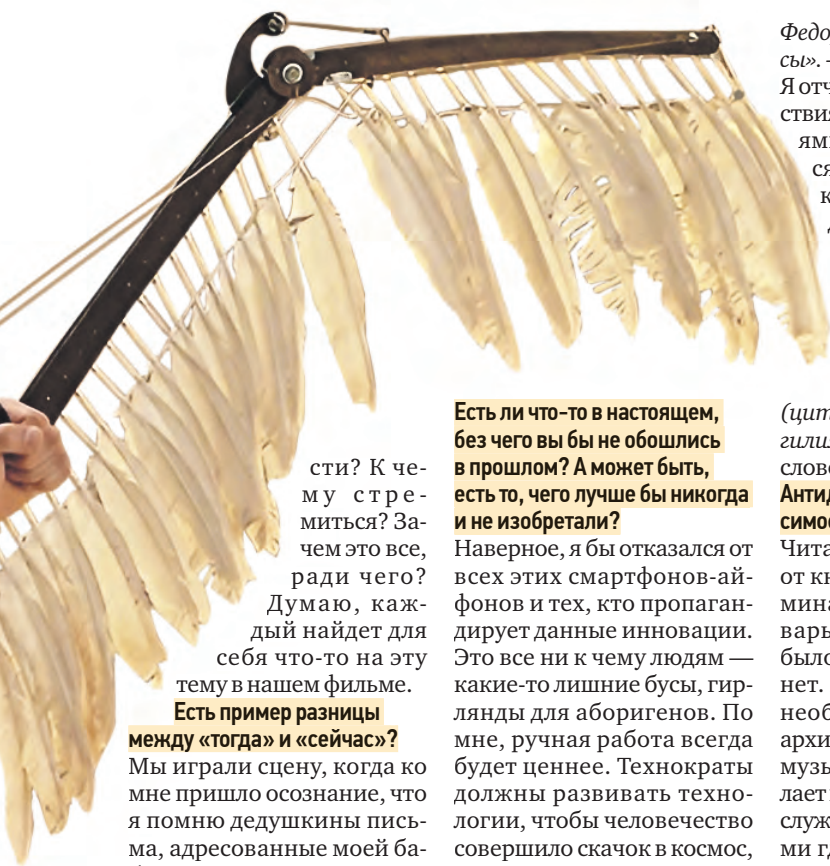 сти? К че-
му стре-
миться? За-
чем это все,
ради чего?
Думаю, каж-
дый найдет для
себя что-то на эту
тему в нашем фильме.
Есть пример разницы
между «тогда» и «сейчас»?
Мы играли сцену, когда ко
мне пришло осознание, что
я помню дедушкины пись-
ма, адресованные моей ба-
Есть ли что-то в настоящем,
без чего вы бы не обошлись
в прошлом? А может быть,
есть то, чего лучше бы никогда
и не изобретали?
Наверное, я бы отказался от
всех этих смартфонов-ай-
фонов и тех, кто пропаган-
дирует данные инновации.
Это все ни к чему людям —
какие-то лишние бусы, гир-
лянды для аборигенов. По
мне, ручная работа всегда
будет ценнее. Технократы
должны развивать техно-
логии, чтобы человечество
совершило скачок в космос,
Федо
сы». –
Я отч
ствия
ями
ся
к
(цит
гили
слове
Антид
симос
Чита
от кн
мина
варь
было
нет.
необ
архи
музы
лает
служ
ми г